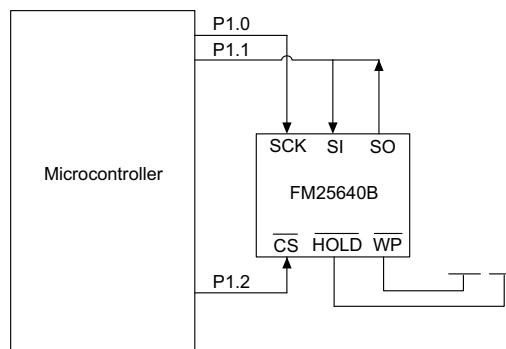 P1.0
P1.1
SCK SI SO
Microcontroller
FM25640B
CS HOLD WP
P1.2